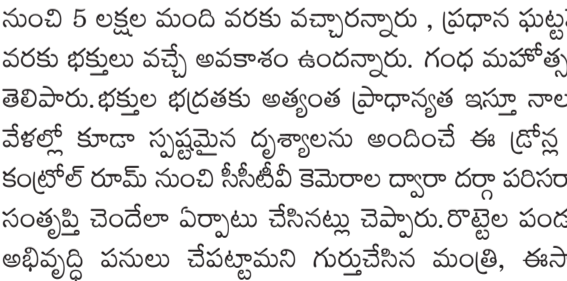 నుంచి 5 లక్షల మంది వరకు వచ్చారన్నారు , ప్రధాన ఘట్ట
వరకు భక్తులు వచ్చే అవకాశం ఉందన్నారు. గంధ మహోత్స
తెలిపారు.భక్తుల భద్రతకు అత్యంత ప్రాధాన్యత ఇస్తూ నాల
వేళల్లో కూడా స్పష్టమైన దృశ్యాలను అందించే ఈ డ్రోన్ల
కంట్రోల్ రూమ్ నుంచి సీసీటీవీ కెమెరాల ద్వారా దర్గా పరిసరా
సంతృప్తి చెందేలా ఏర్పాటు చేసినట్లు చెప్పారు.రొట్టెల పండ
అభివృద్ధి పనులు చేపట్టామని గుర్తుచేసిన మంత్రి, ఈసా